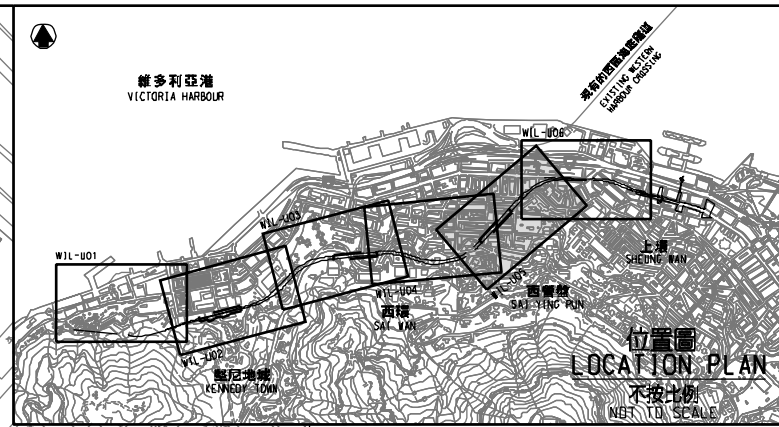 維多利亞港
VICTORIA HARBOUR
現有的西區海底隧道
EXISTING WESTERN
HARBOUR CROSSING
WIL-U06
WIL-U03
WIL-U01
上環
SHEUNG WAN
WIL-U04
WIL-U05
西營盤
SAI YING PUN
西環
SAI WAN
WIL-U02
堅尼地城
KENNEDY TOWN
位置圖
LOCATION PLAN
不按比例
NOT TO SCALE